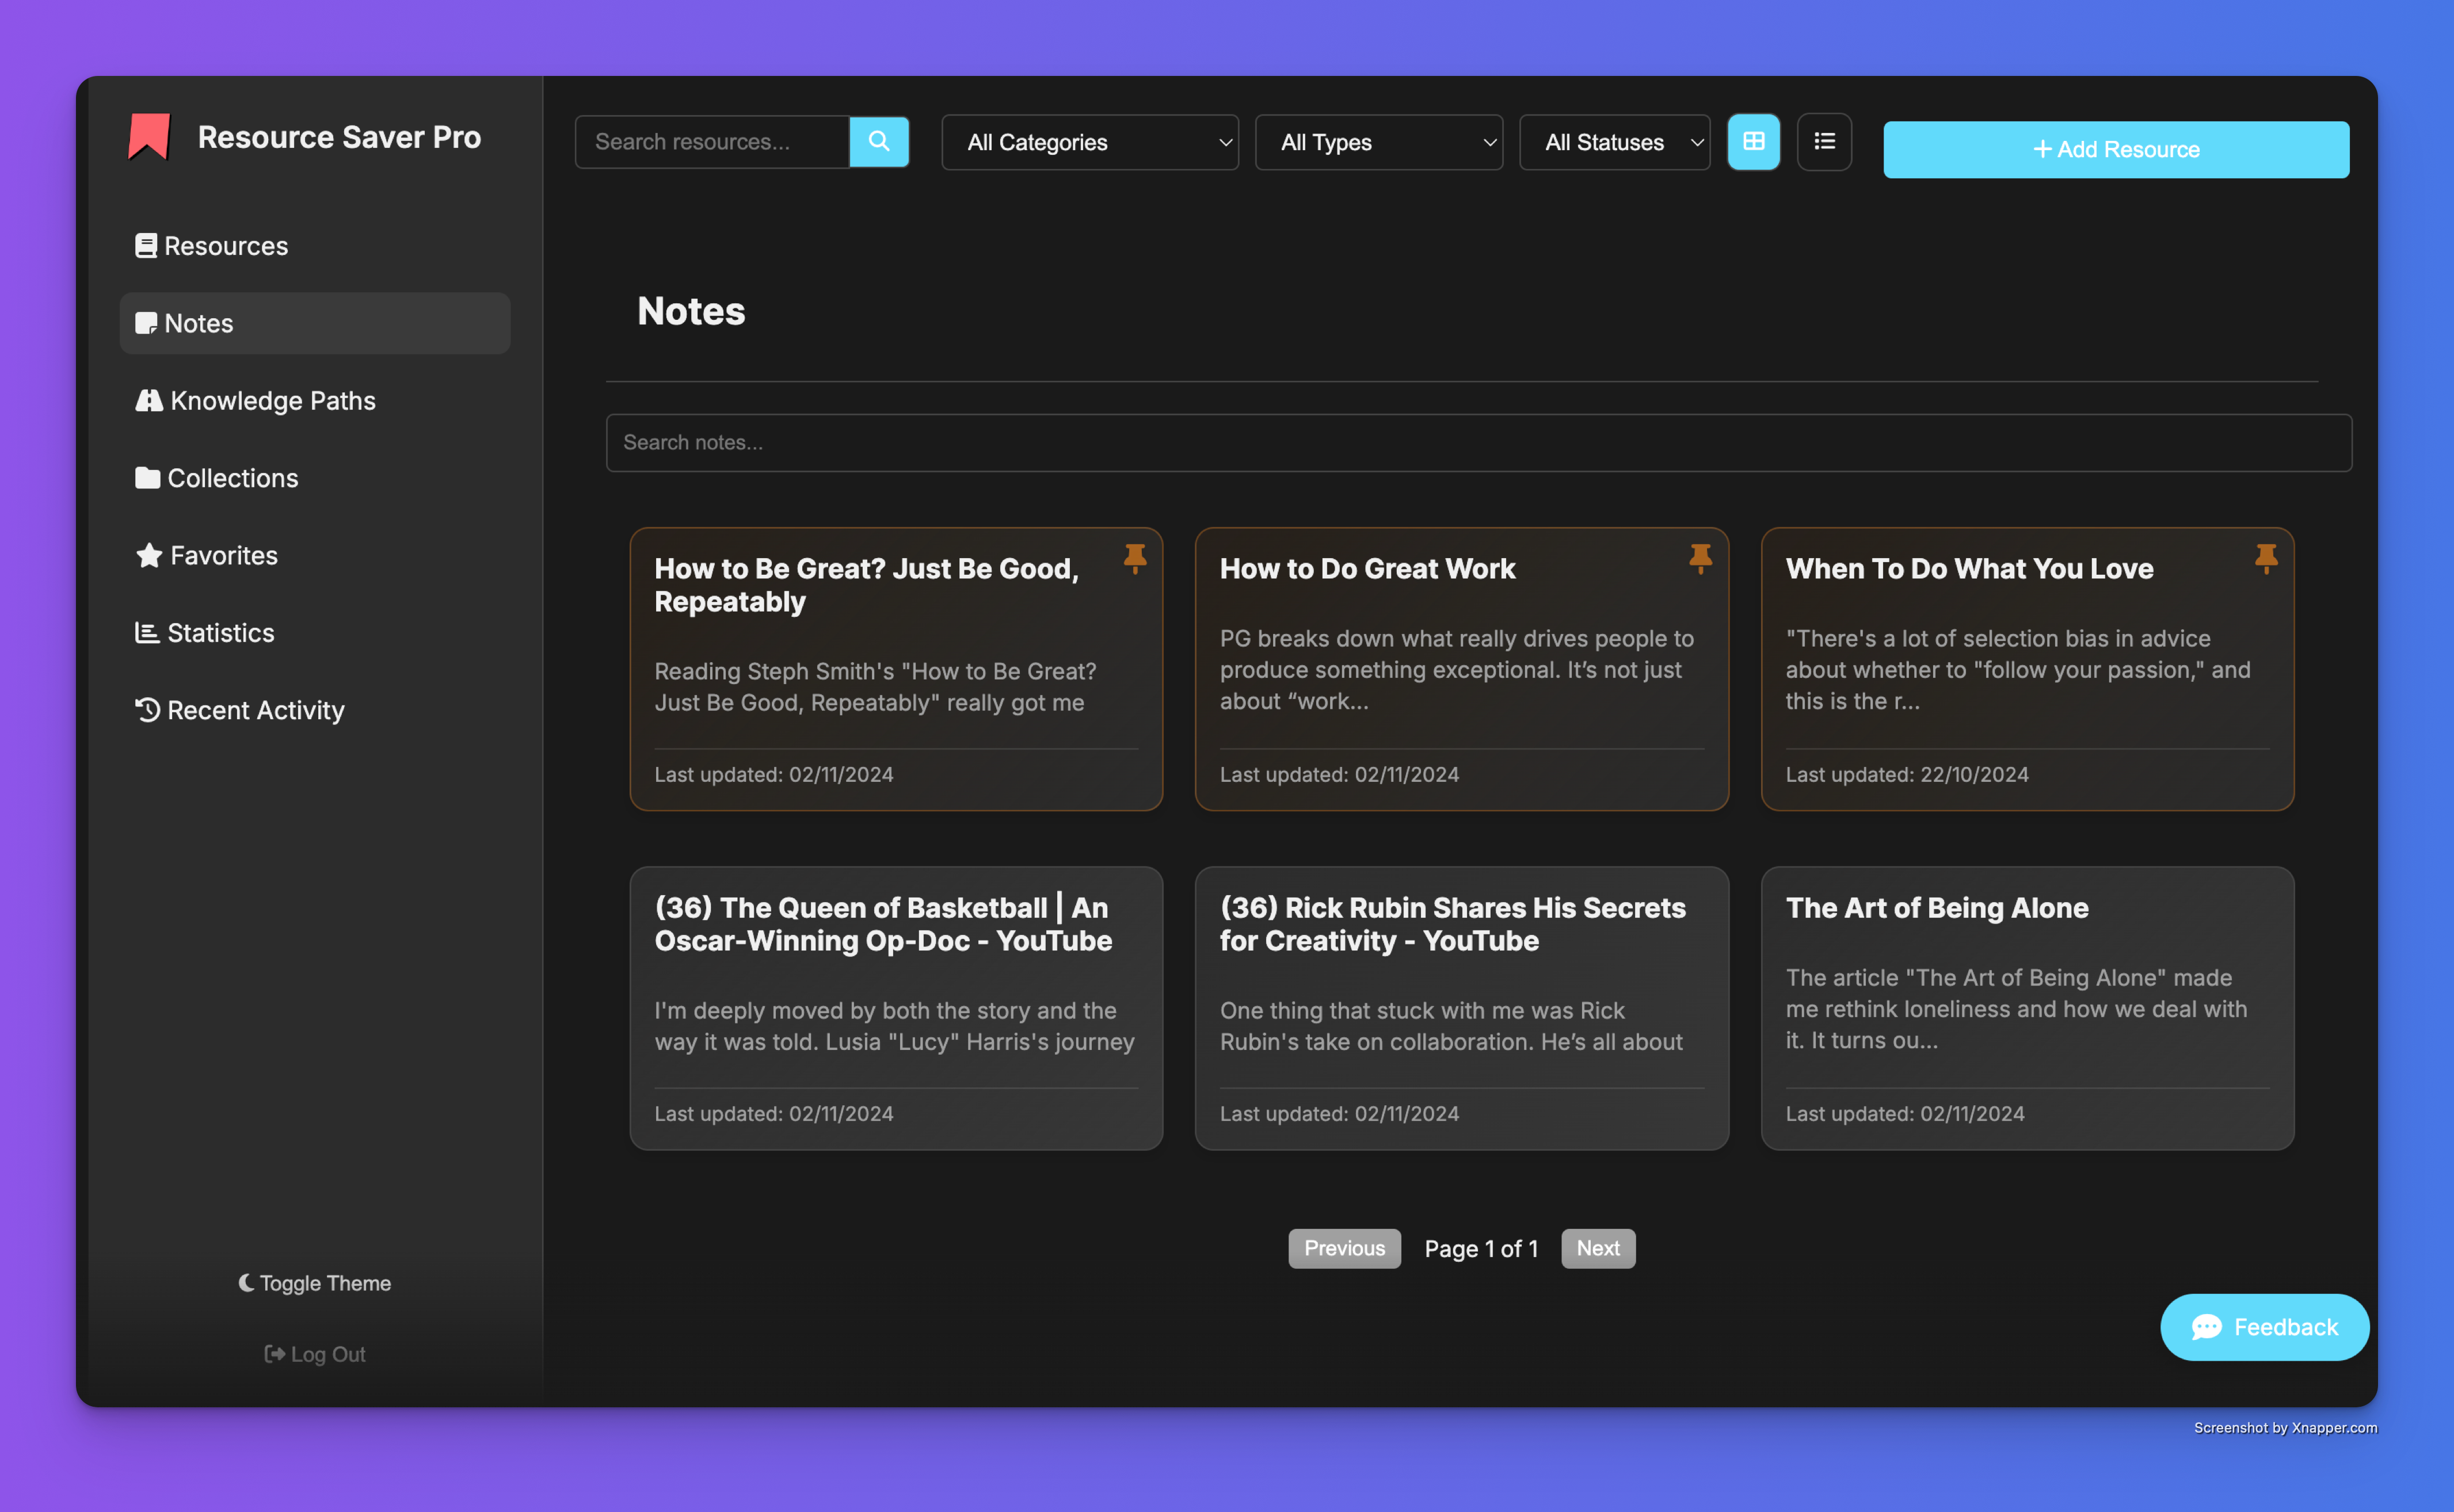 Resource Saver Pro
Resources
Notes
Knowledge Paths
Collections
Favorites
Statistics
Recent Activity
Toggle Theme
Log Out
Search resources...
All Categories
All Types
All Statuses
+ Add Resource
Notes
Search notes...
How to Be Great? Just Be Good,
Repeatably
Reading Steph Smith's "How to Be Great?
Just Be Good, Repeatably" really got me
Last updated: 02/11/2024
How to Do Great Work
PG breaks down what really drives people to
produce something exceptional. It’s not just
about “work...
Last updated: 02/11/2024
When To Do What You Love
"There's a lot of selection bias in advice
about whether to "follow your passion," and
this is the r...
Last updated: 22/10/2024
(36) The Queen of Basketball | An
Oscar-Winning Op-Doc - YouTube
I'm deeply moved by both the story and the
way it was told. Lusia "Lucy" Harris's journey
Last updated: 02/11/2024
(36) Rick Rubin Shares His Secrets
for Creativity - YouTube
One thing that stuck with me was Rick
Rubin's take on collaboration. He’s all about
Last updated: 02/11/2024
The Art of Being Alone
The article "The Art of Being Alone" made
me rethink loneliness and how we deal with
it. It turns ou...
Last updated: 02/11/2024
Previous
Page 1 of 1
Next
Feedback
Screenshot by Xnapper.com